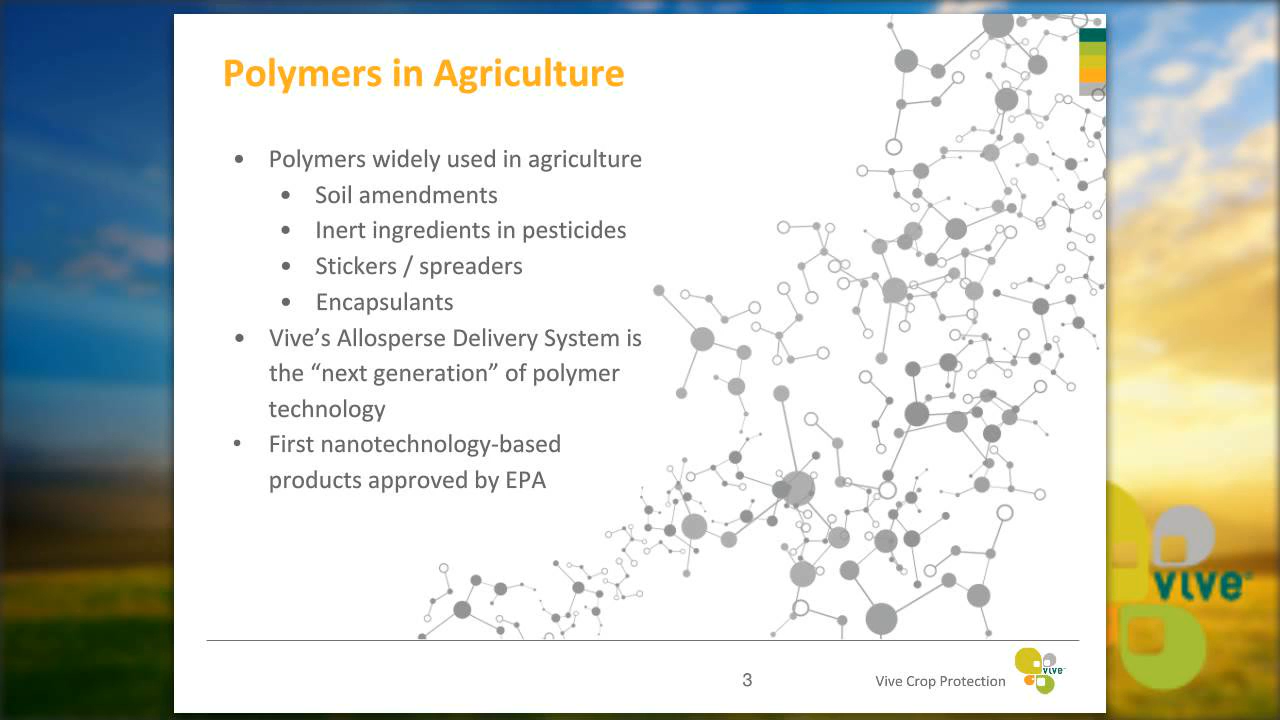 Polymers in Agriculture
• Polymers widely used in agriculture
• Soil amendments
• Inert ingredients in pesticides
• Stickers / spreaders
• Encapsulants
• Vive’s Allosperse Delivery System is
the “next generation” of polymer
technology
• First nanotechnology-based
products approved by EPA
3
Vive Crop Protection
vive
vive